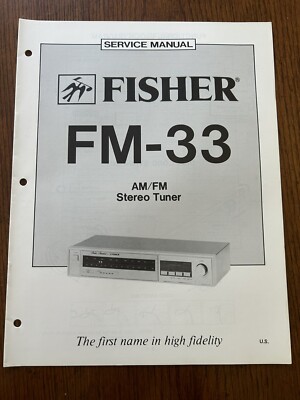 SERVICE MANUAL
FISHER®
FM-33
AM/FM
Stereo Tuner
The first name in high fidelity
U.S.